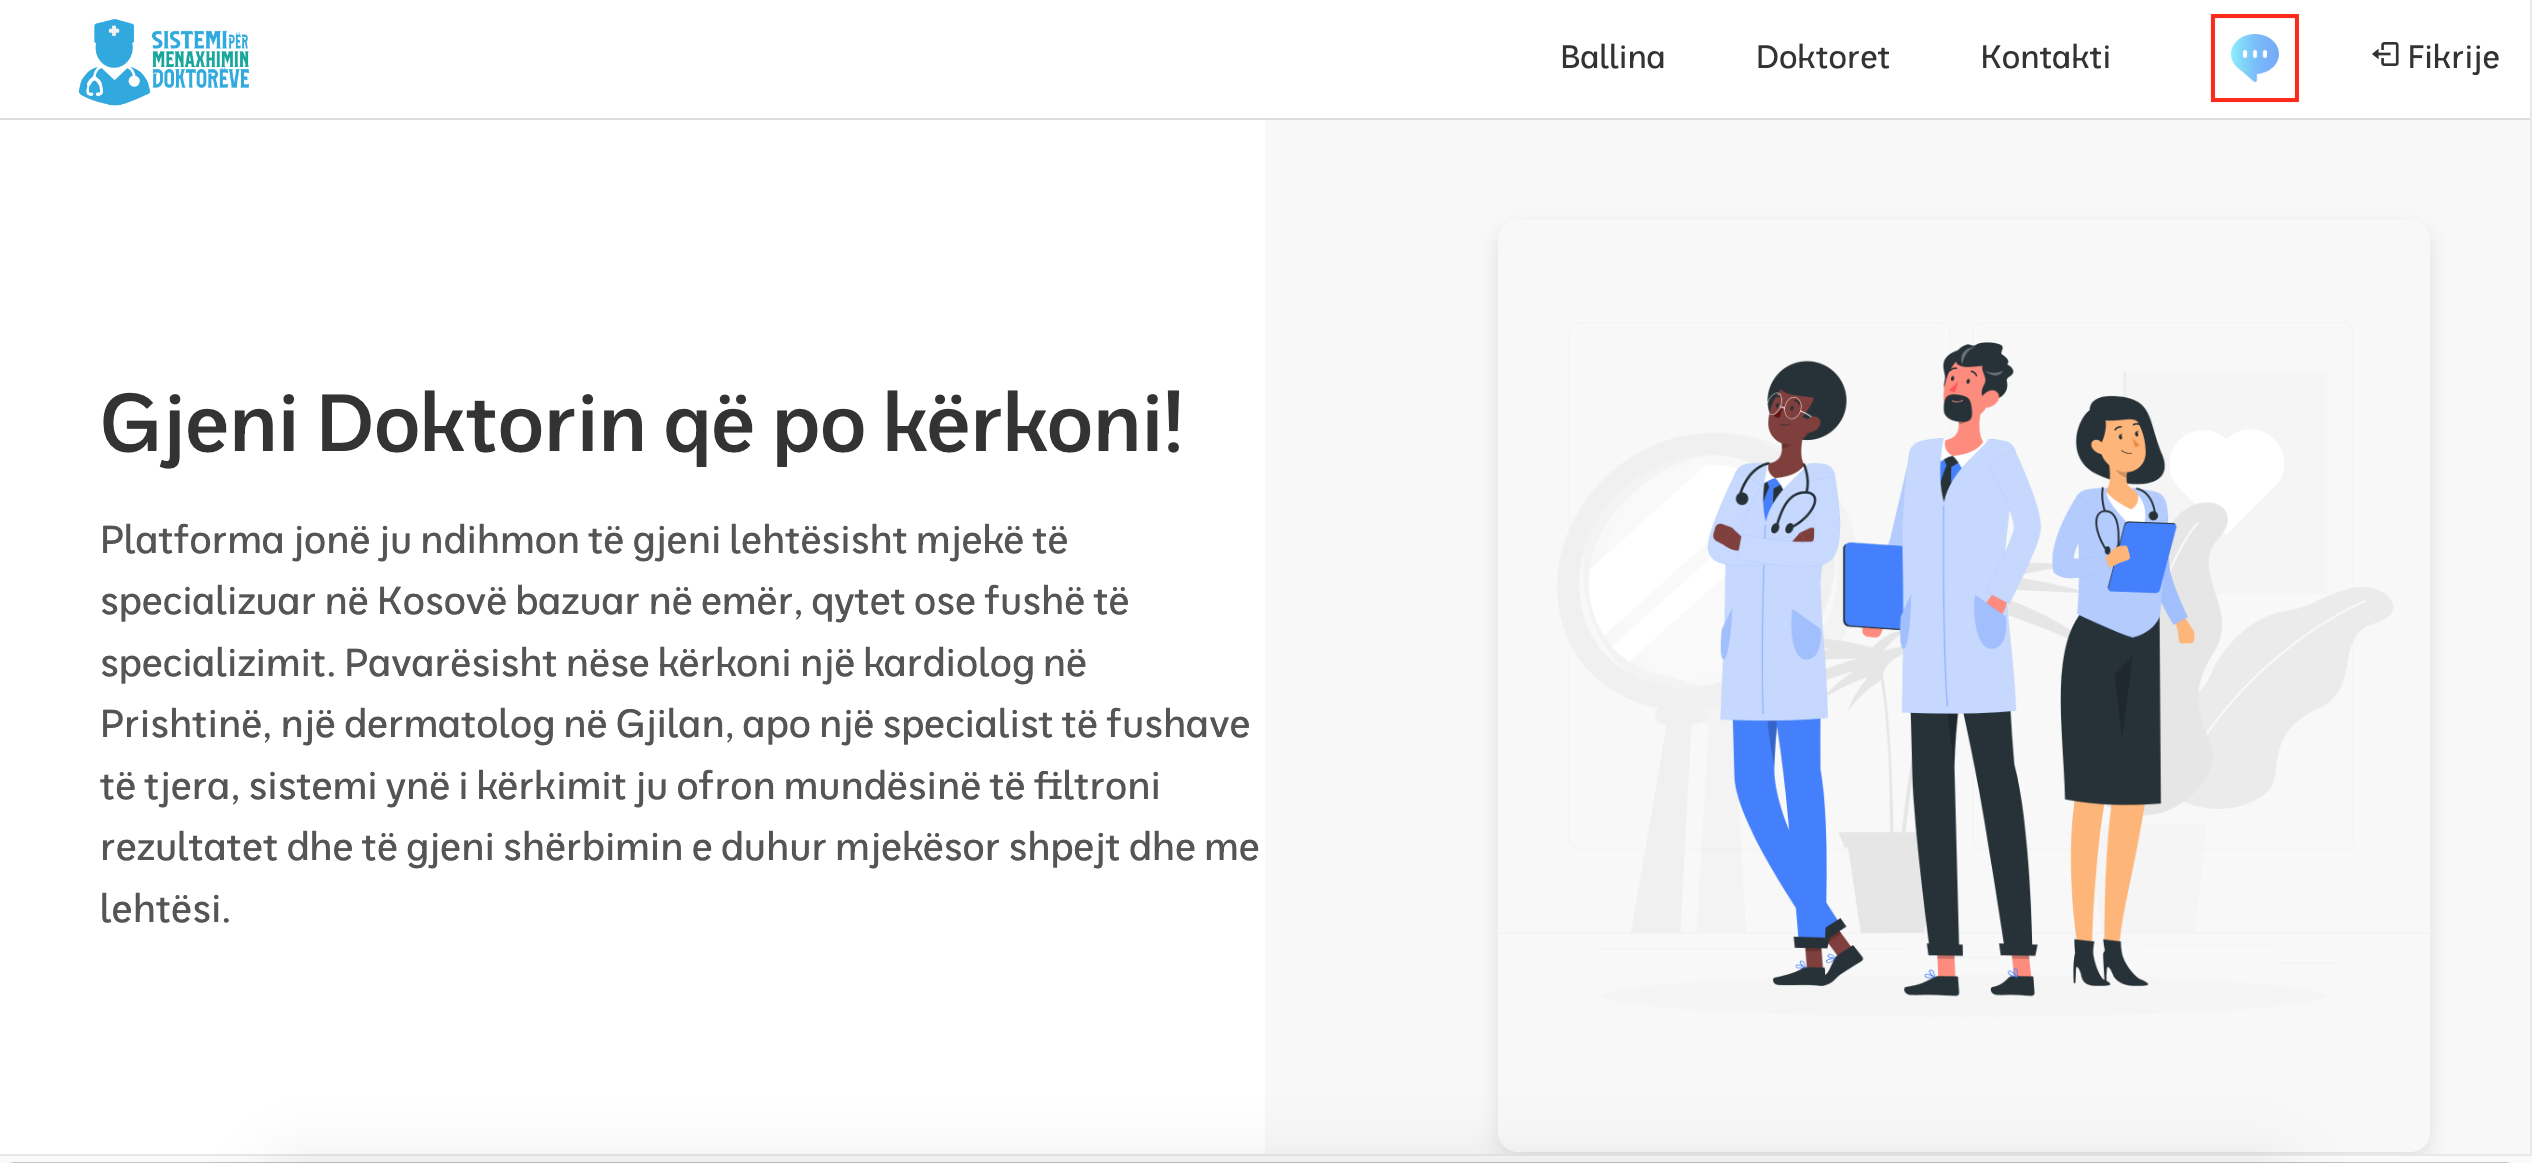 SISTEMI PËR
MENAXHIMIN
DOKTORËVE
Ballina
Doktoret
Kontakti
Fikrije
Gjeni Doktorin që po kërkoni!
Platforma jonë ju ndihmon të gjeni lehtësisht mjekë të
specializuar në Kosovë bazuar në emër, qytet ose fushë të
specializimit. Pavarësisht nëse kërkoni një kardiolog në
Prishtinë, një dermatolog në Gjilan, apo një specialist të fushave
të tjera, sistemi ynë i kërkimit ju ofron mundësinë të filtroni
rezultatet dhe të gjeni shërbimin e duhur mjekësor shpejt dhe me
lehtësi.